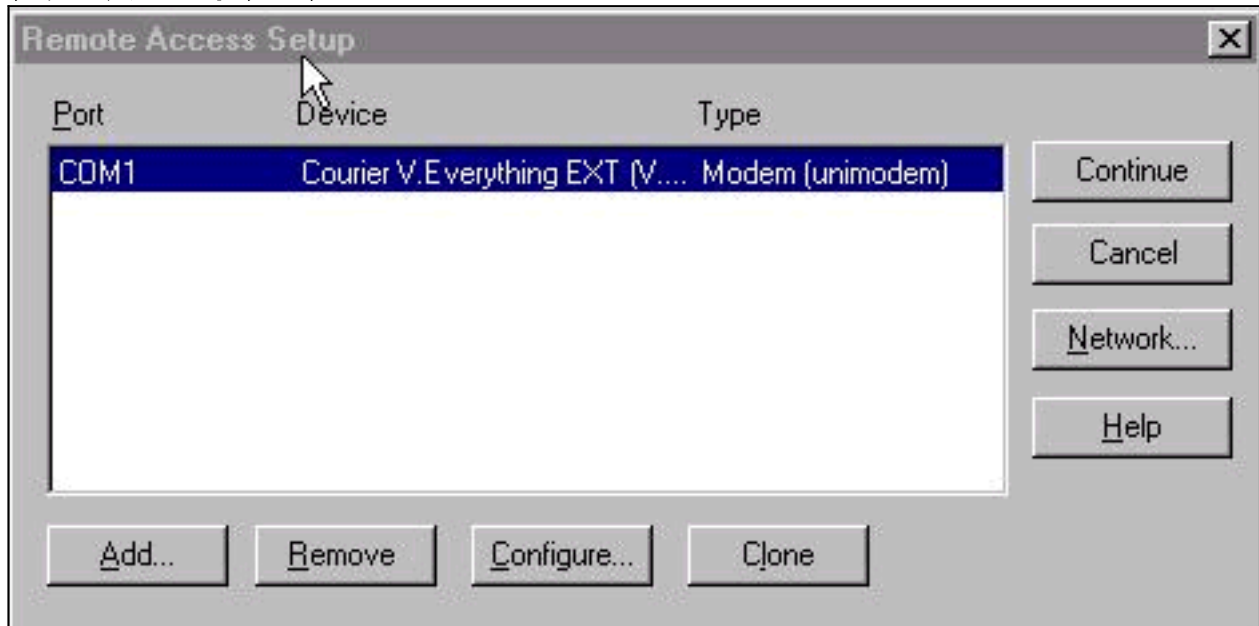 Remote Access Setup
Port Device Type
COM1 Courier V.Everything EXT (V.... Modem (unimodem)
Continue
Cancel
Network...
Help
Add... Remove Configure... Clone